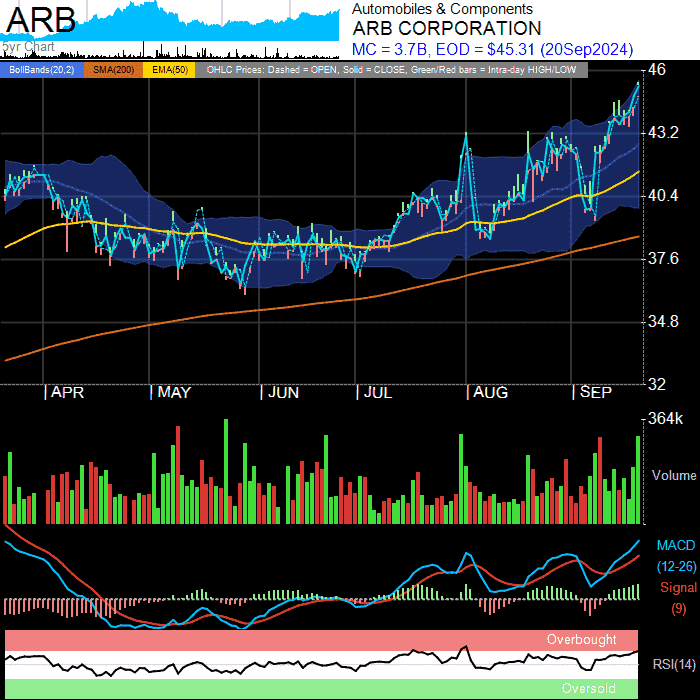 ARB
5yr Chart
Automobiles & Components
ARB CORPORATION
MC = 3.7B, EOD = $45.31 (20Sep2024)
BollBands(20,2) SMA(200) EMA(50) OHLC Prices: Dashed = OPEN, Solid = CLOSE, Green/Red bars = Intra-day HIGH/LOW
46
43.2
40.4
37.6
34.8
32
APR MAY JUN JUL AUG SEP
364k
Volume
MACD
(12-26)
Signal
(9)
Overbought
RSI(14)
Oversold